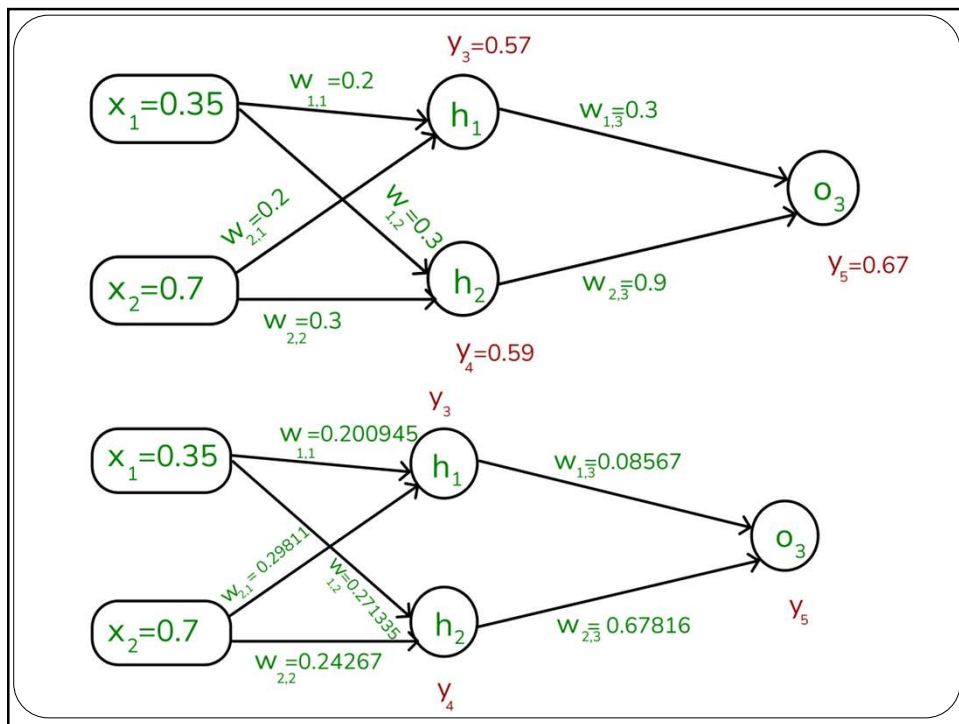 y₃=0.57
x₁=0.35
w₁,₁=0.2
h₁
w₁,₃=0.3
o₃
w₂,₁=0.2
w₁,₂=0.3
x₂=0.7
h₂
w₂,₃=0.9
y₅=0.67
w₂,₂=0.3
y₄=0.59
y₃
x₁=0.35
w₁,₁=0.200945
h₁
w₁,₃=0.08567
o₃
w₂,₁ = 0.29811
w₁,₂=0.271335
x₂=0.7
h₂
w₂,₃= 0.67816
y₅
w₂,₂=0.24267
y₄